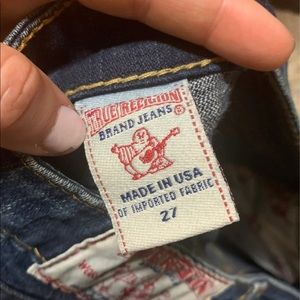 TRUE RELIGION
BRAND JEANS®
MADE IN USA
OF IMPORTED FABRIC
27